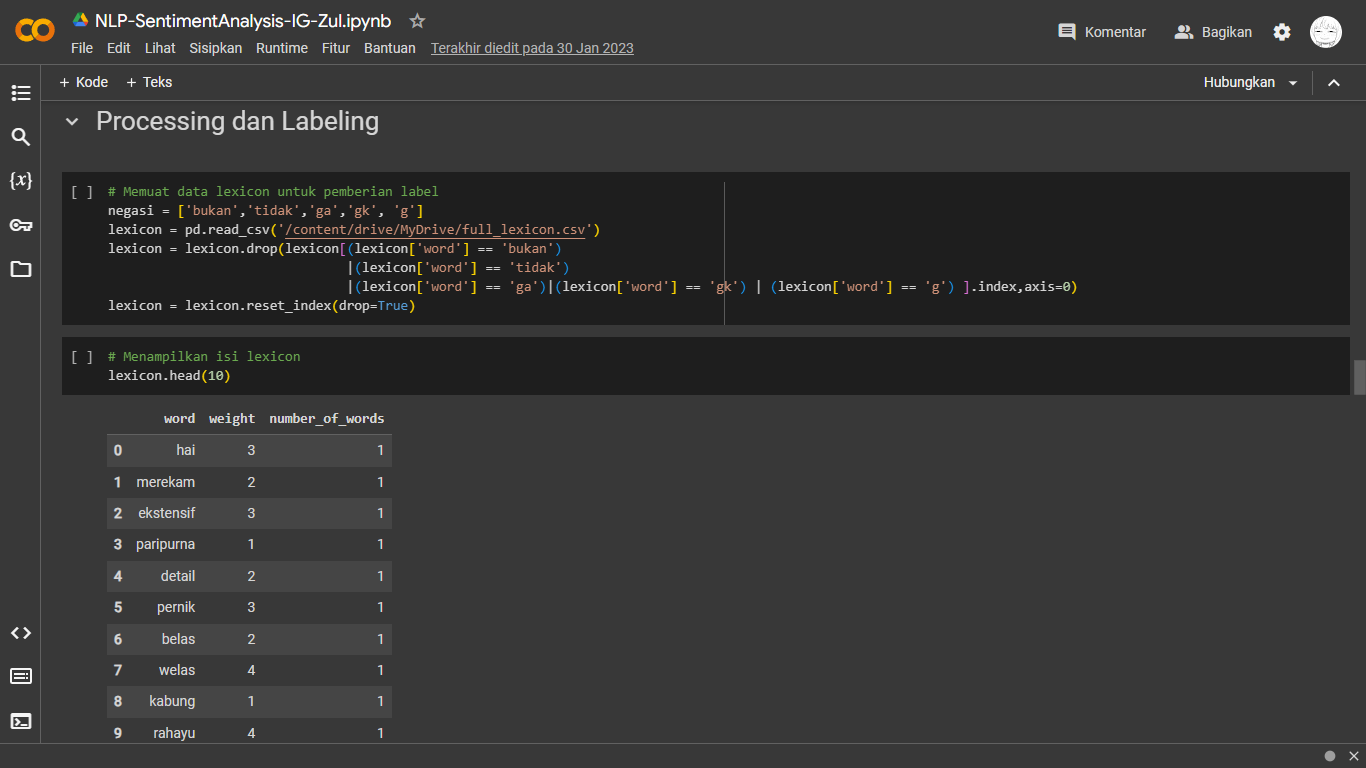 NLP-SentimentAnalysis-IG-Zul.ipynb
File Edit Lihat Sisipkan Runtime Fitur Bantuan Terakhir diedit pada 30 Jan 2023
Komentar Bagikan
+ Kode + Teks
Hubungkan
Processing dan Labeling
[ ] # Memuat data lexicon untuk pemberian label
negasi = ['bukan','tidak','ga','gk', 'g']
lexicon = pd.read_csv('/content/drive/MyDrive/full_lexicon.csv')
lexicon = lexicon.drop(lexicon[(lexicon['word'] == 'bukan')
|(lexicon['word'] == 'tidak')
|(lexicon['word'] == 'ga')|(lexicon['word'] == 'gk') | (lexicon['word'] == 'g') ].index,axis=0)
lexicon = lexicon.reset_index(drop=True)
[ ] # Menampilkan isi lexicon
lexicon.head(10)
word weight number_of_words
0 hai 3 1
1 merekam 2 1
2 ekstensif 3 1
3 paripurna 1 1
4 detail 2 1
5 pernik 3 1
6 belas 2 1
7 welas 4 1
8 kabung 1 1
9 rahayu 4 1